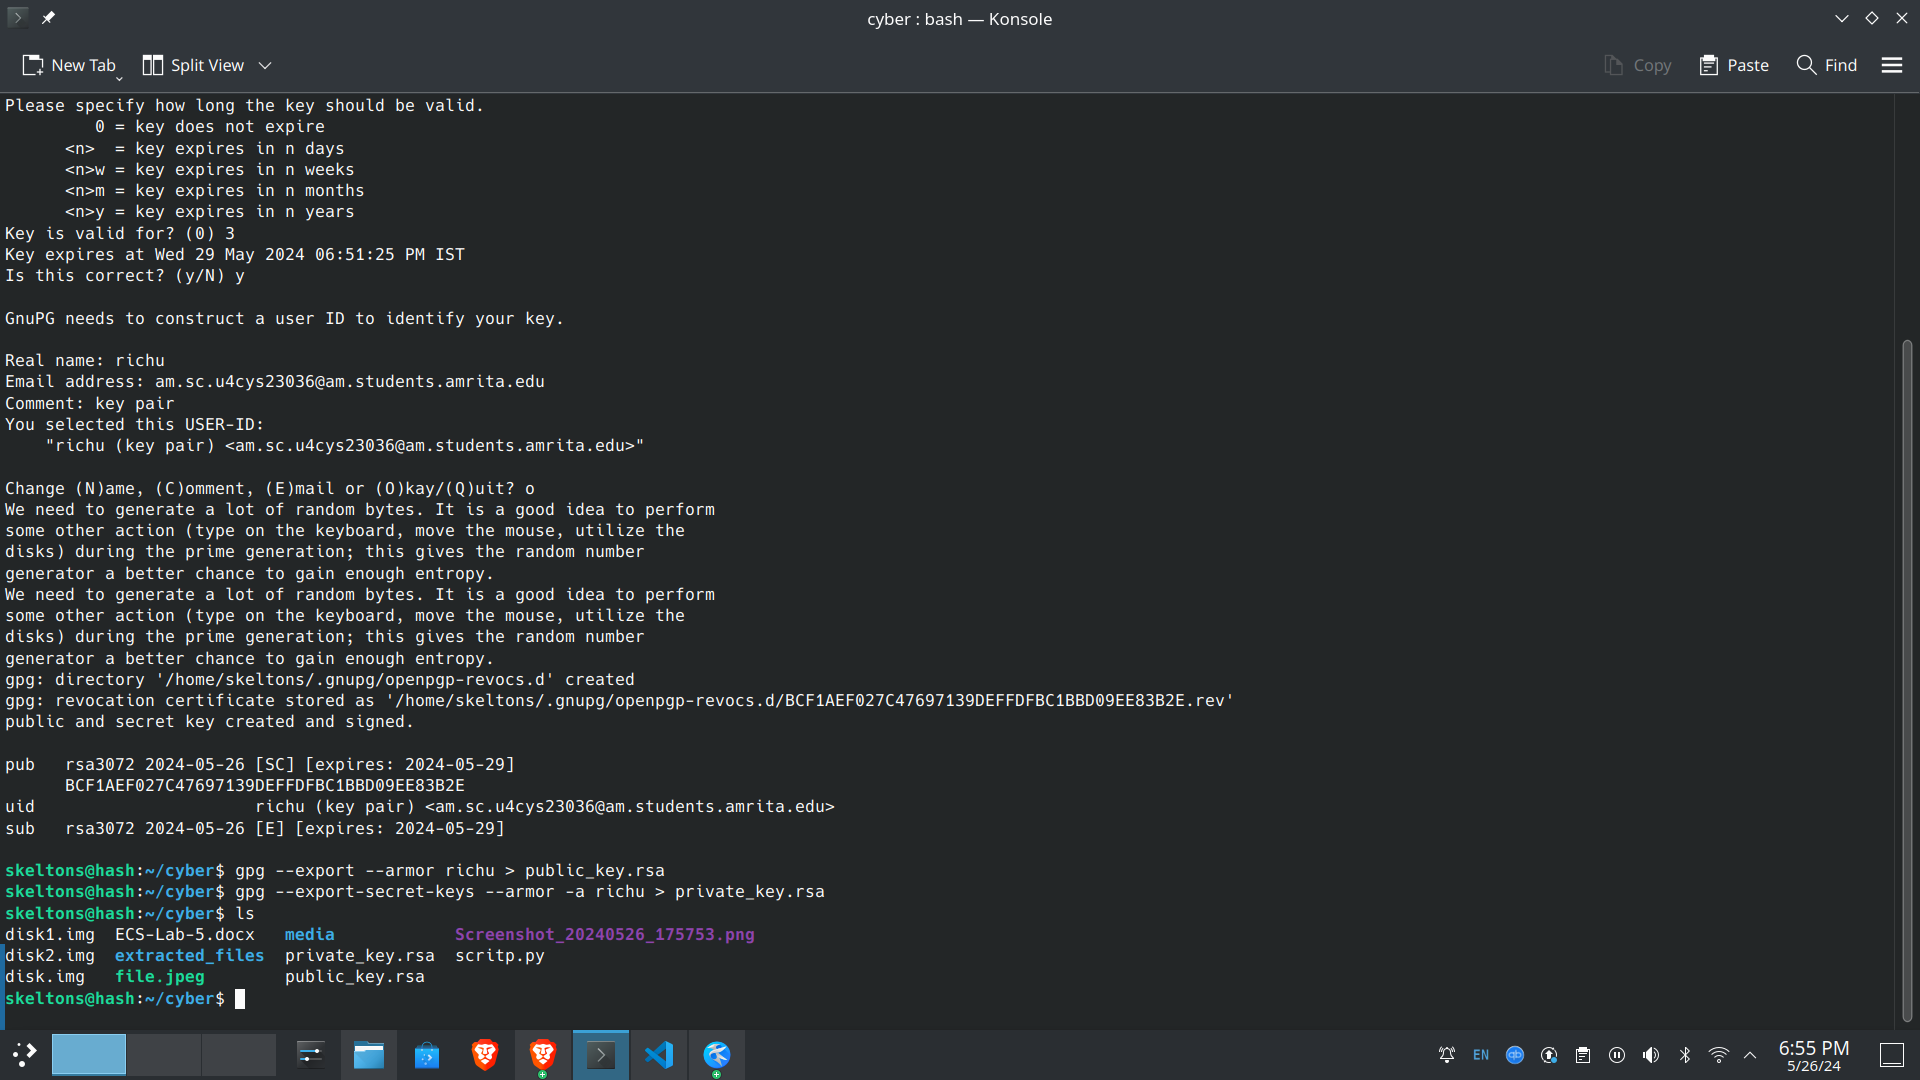 cyber : bash — Konsole
New Tab Split View Copy Paste Find
Please specify how long the key should be valid.
         0 = key does not expire
      <n>  = key expires in n days
      <n>w = key expires in n weeks
      <n>m = key expires in n months
      <n>y = key expires in n years
Key is valid for? (0) 3
Key expires at Wed 29 May 2024 06:51:25 PM IST
Is this correct? (y/N) y
GnuPG needs to construct a user ID to identify your key.
Real name: richu
Email address: am.sc.u4cys23036@am.students.amrita.edu
Comment: key pair
You selected this USER-ID:
    "richu (key pair) <am.sc.u4cys23036@am.students.amrita.edu>"
Change (N)ame, (C)omment, (E)mail or (O)kay/(Q)uit? o
We need to generate a lot of random bytes. It is a good idea to perform
some other action (type on the keyboard, move the mouse, utilize the
disks) during the prime generation; this gives the random number
generator a better chance to gain enough entropy.
We need to generate a lot of random bytes. It is a good idea to perform
some other action (type on the keyboard, move the mouse, utilize the
disks) during the prime generation; this gives the random number
generator a better chance to gain enough entropy.
gpg: directory '/home/skeltons/.gnupg/openpgp-revocs.d' created
gpg: revocation certificate stored as '/home/skeltons/.gnupg/openpgp-revocs.d/BCF1AEF027C47697139DEFFDFBC1BBD09EE83B2E.rev'
public and secret key created and signed.
pub   rsa3072 2024-05-26 [SC] [expires: 2024-05-29]
      BCF1AEF027C47697139DEFFDFBC1BBD09EE83B2E
uid                      richu (key pair) <am.sc.u4cys23036@am.students.amrita.edu>
sub   rsa3072 2024-05-26 [E] [expires: 2024-05-29]
skeltons@hash:~/cyber$ gpg --export --armor richu > public_key.rsa
skeltons@hash:~/cyber$ gpg --export-secret-keys --armor -a richu > private_key.rsa
skeltons@hash:~/cyber$ ls
disk1.img  ECS-Lab-5.docx   media            Screenshot_20240526_175753.png
disk2.img  extracted_files  private_key.rsa  scritp.py
disk.img   file.jpeg        public_key.rsa
skeltons@hash:~/cyber$
EN qb 6:55 PM
5/26/24